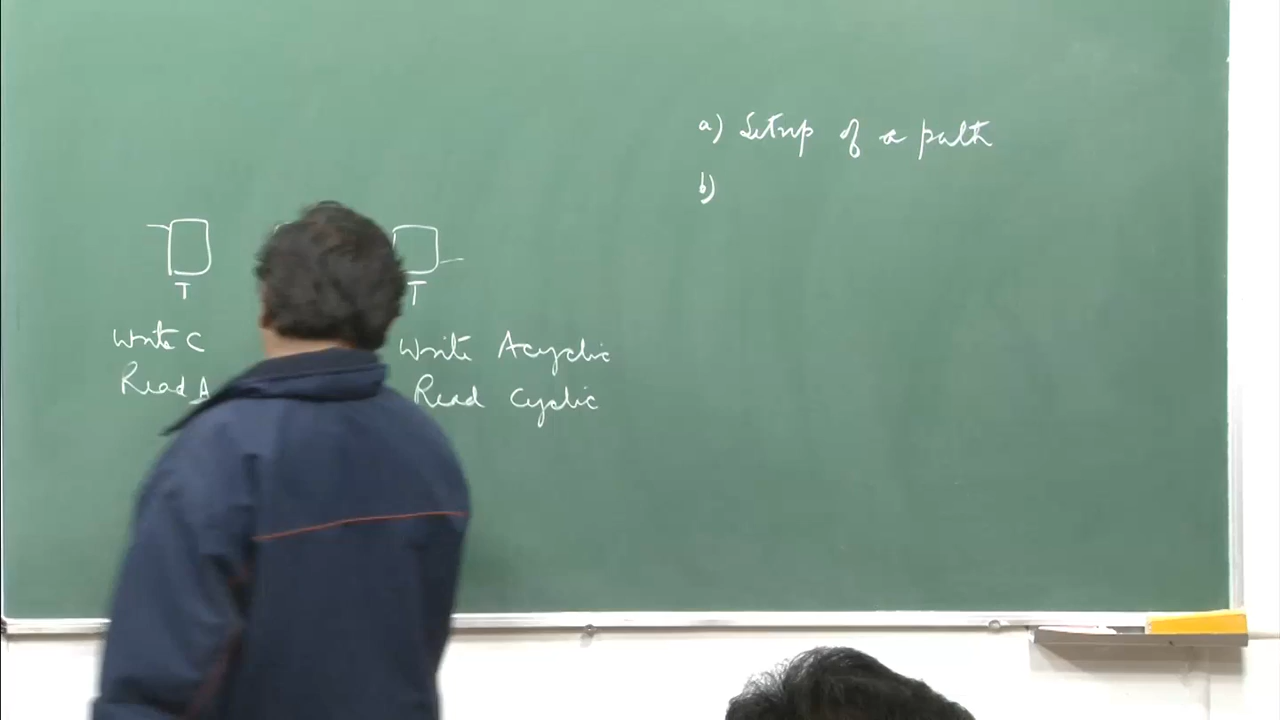 a) Setup of a path
b)
T T
Write C Write Acyclic
Read A Read Cyclic